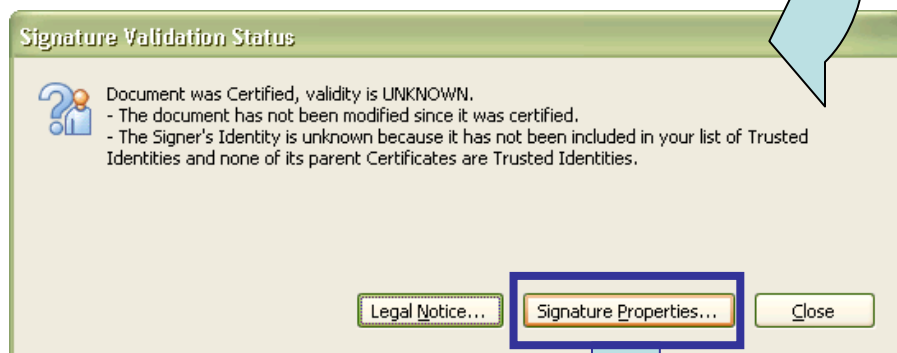 Signature Validation Status
Document was Certified, validity is UNKNOWN.
- The document has not been modified since it was certified.
- The Signer's Identity is unknown because it has not been included in your list of Trusted
Identities and none of its parent Certificates are Trusted Identities.
Legal Notice... Signature Properties... Close